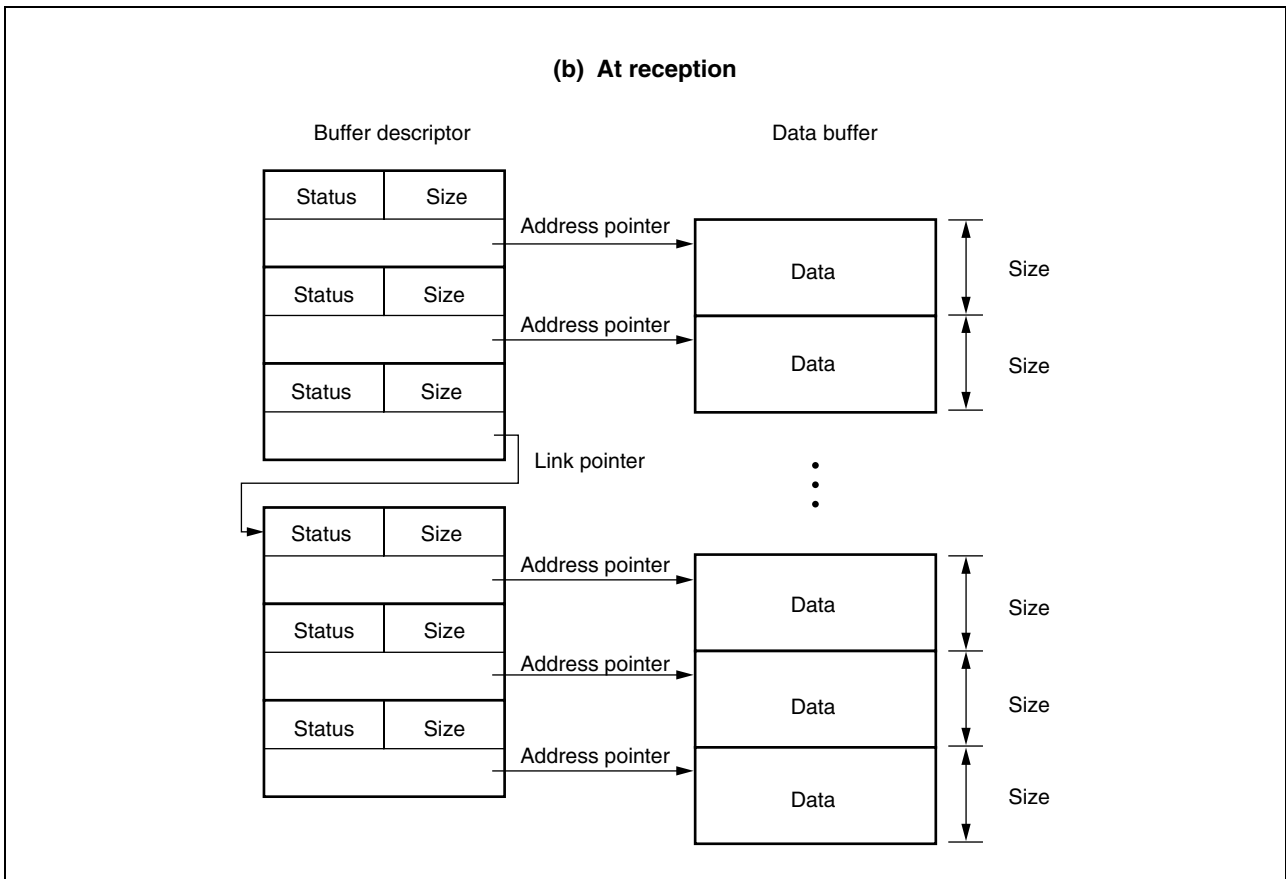 (b) At reception
Buffer descriptor Data buffer
Status Size
Address pointer
Data Size
Status Size
Address pointer
Data Size
Status Size
Link pointer
Status Size
Address pointer
Data Size
Status Size
Address pointer
Data Size
Status Size
Address pointer
Data Size